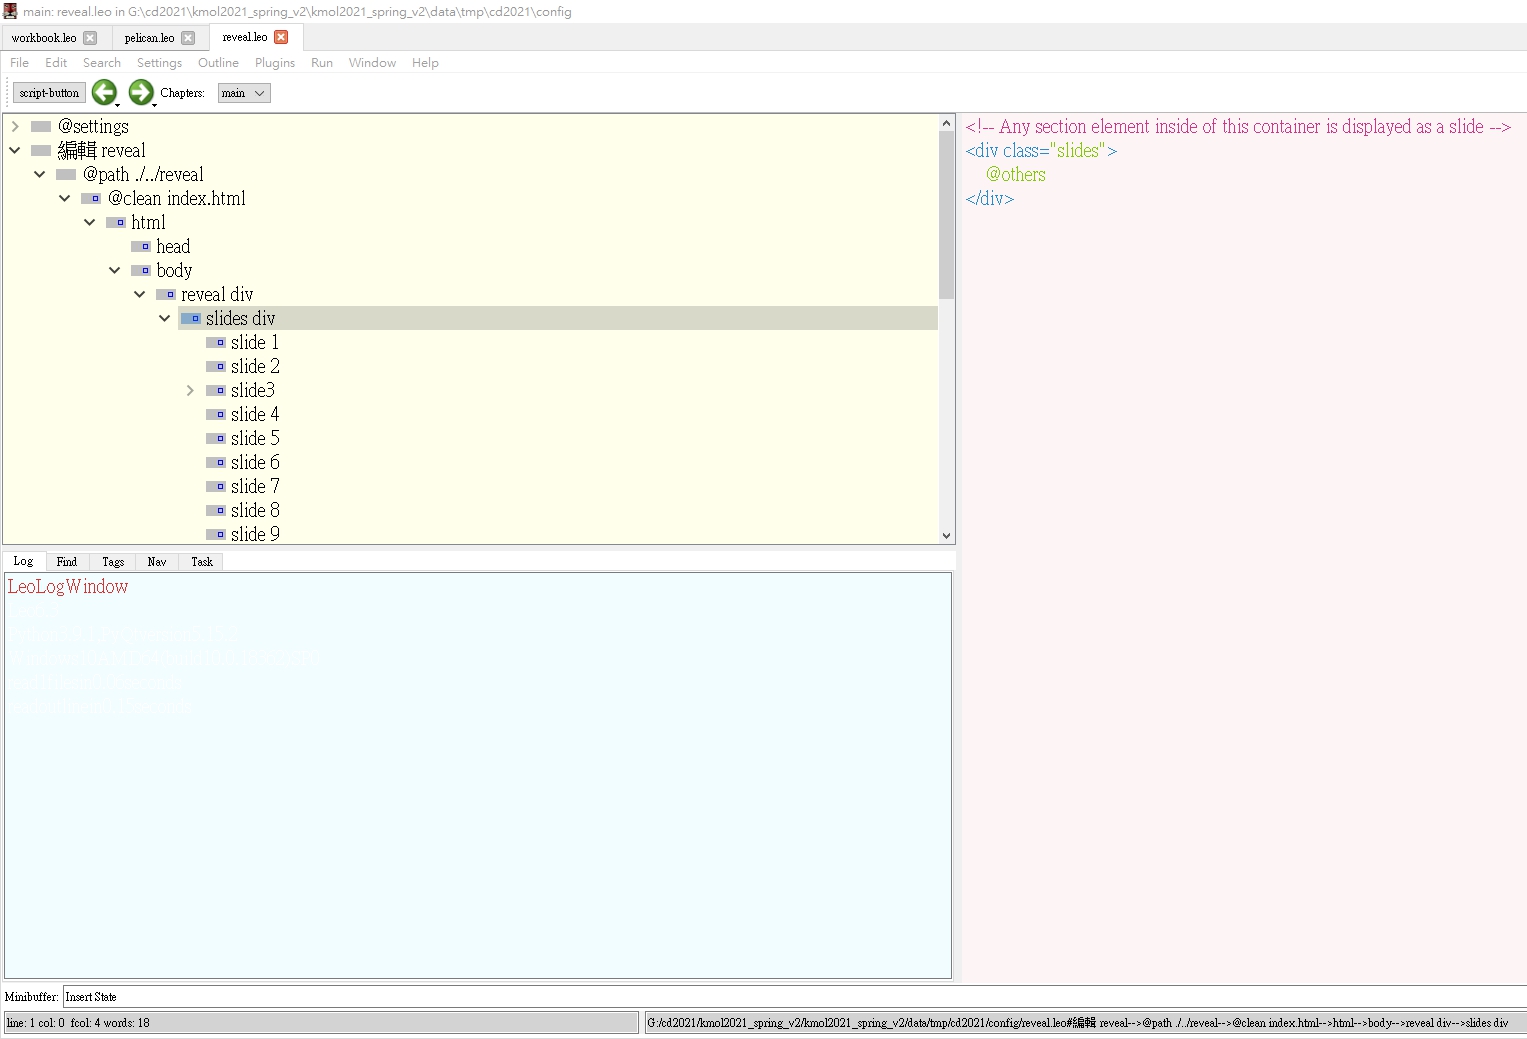 main: reveal.leo in G:\cd2021\kmol2021_spring_v2\kmol2021_spring_v2\data\tmp\cd2021\config
workbook.leo pelican.leo reveal.leo
File Edit Search Settings Outline Plugins Run Window Help
script-button Chapters: main
@settings
編輯 reveal
@path ./../reveal
@clean index.html
html
head
body
reveal div
slides div
slide 1
slide 2
slide3
slide 4
slide 5
slide 6
slide 7
slide 8
slide 9
<!-- Any section element inside of this container is displayed as a slide -->
<div class="slides">
@others
</div>
Log Find Tags Nav Task
LeoLogWindow
Minibuffer: Insert State
line: 1 col: 0 fcol: 4 words: 18
G:/cd2021/kmol2021_spring_v2/kmol2021_spring_v2/data/tmp/cd2021/config/reveal.leo#編輯 reveal-->@path ./../reveal-->@clean index.html-->html-->body-->reveal div-->slides div